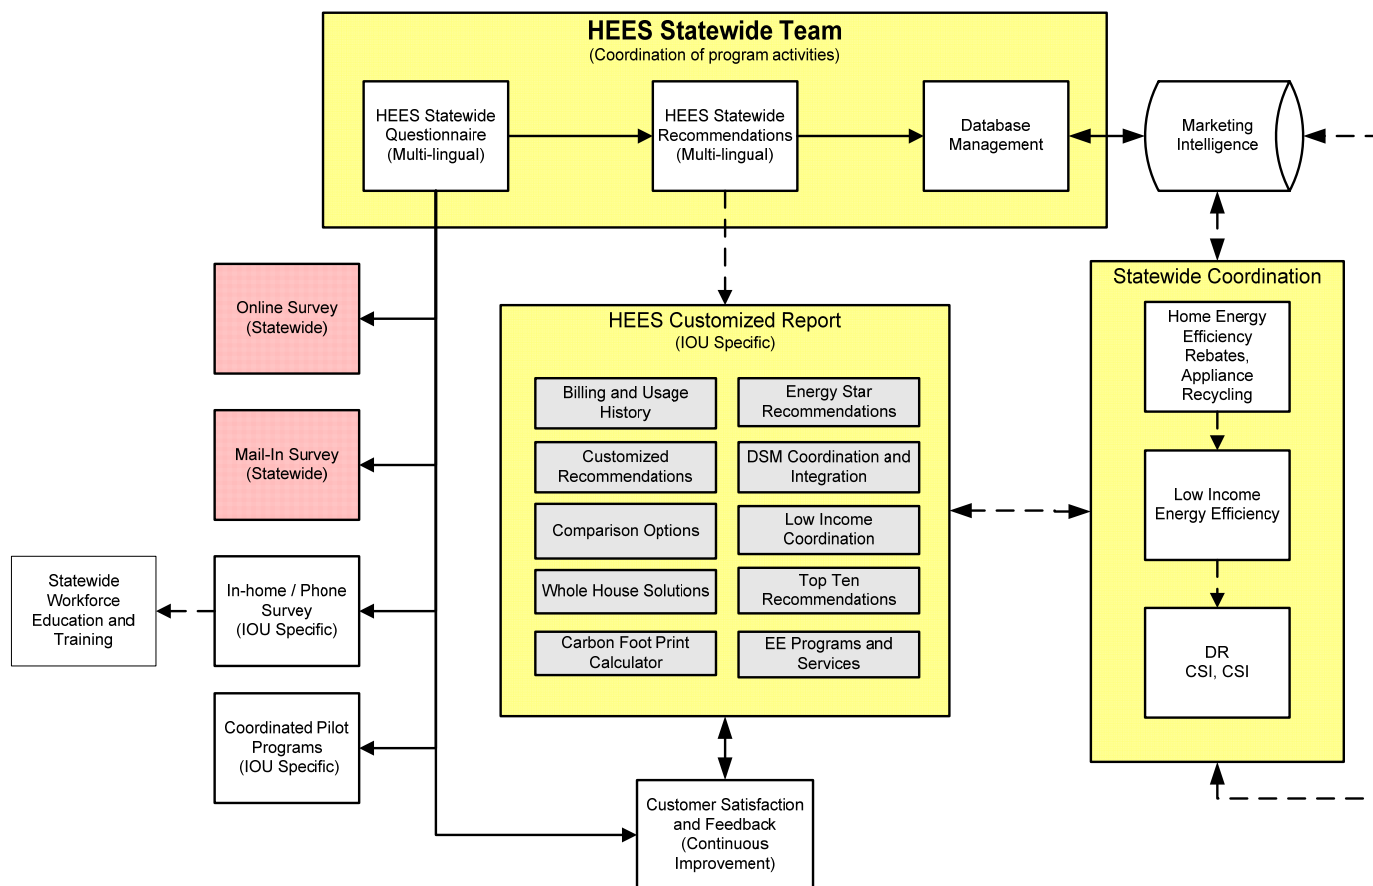 HEES Statewide Team
(Coordination of program activities)
HEES Statewide
Questionnaire
(Multi-lingual)
HEES Statewide
Recommendations
(Multi-lingual)
Database
Management
Marketing
Intelligence
Online Survey
(Statewide)
Mail-In Survey
(Statewide)
Statewide
Workforce
Education and
Training
In-home / Phone
Survey
(IOU Specific)
Coordinated Pilot
Programs
(IOU Specific)
HEES Customized Report
(IOU Specific)
Billing and Usage
History
Energy Star
Recommendations
Customized
Recommendations
DSM Coordination and
Integration
Comparison Options
Low Income
Coordination
Whole House Solutions
Top Ten
Recommendations
Carbon Foot Print
Calculator
EE Programs and
Services
Customer Satisfaction
and Feedback
(Continuous
Improvement)
Statewide Coordination
Home Energy
Efficiency
Rebates,
Appliance
Recycling
Low Income
Energy Efficiency
DR
CSI, CSI